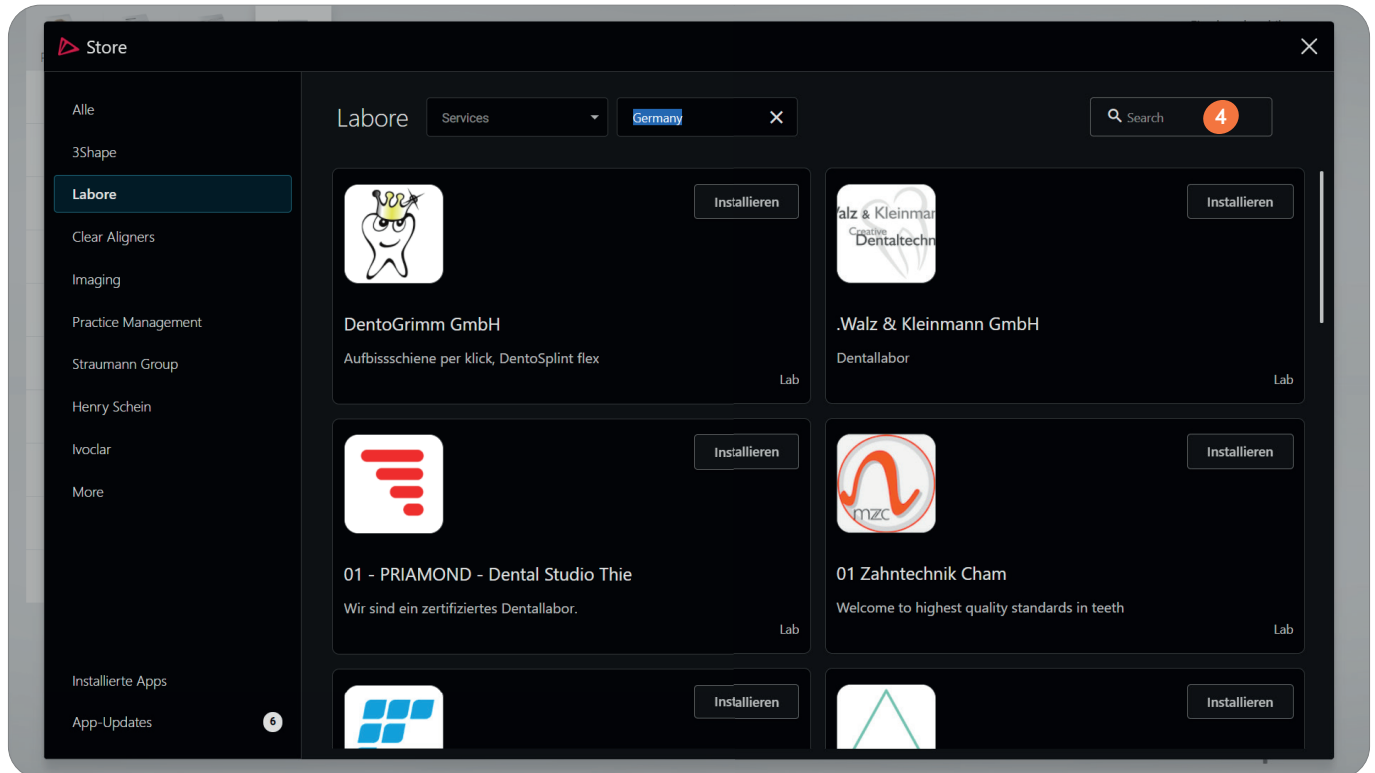 Store
Alle
3Shape
Labore
Clear Aligners
Imaging
Practice Management
Straumann Group
Henry Schein
Ivoclar
More
Installierte Apps
App-Updates 6
Labore Services Germany Search 4
Installieren
DentoGrimm GmbH
Aufbissschiene per klick, DentoSplint flex
Lab
alz & Kleinmar
Creative
Dentaltechn
Installieren
.Walz & Kleinmann GmbH
Dentallabor
Lab
Installieren
01 - PRIAMOND - Dental Studio Thie
Wir sind ein zertifiziertes Dentallabor.
Lab
mzc
Installieren
01 Zahntechnik Cham
Welcome to highest quality standards in teeth
Lab
Installieren
Installieren